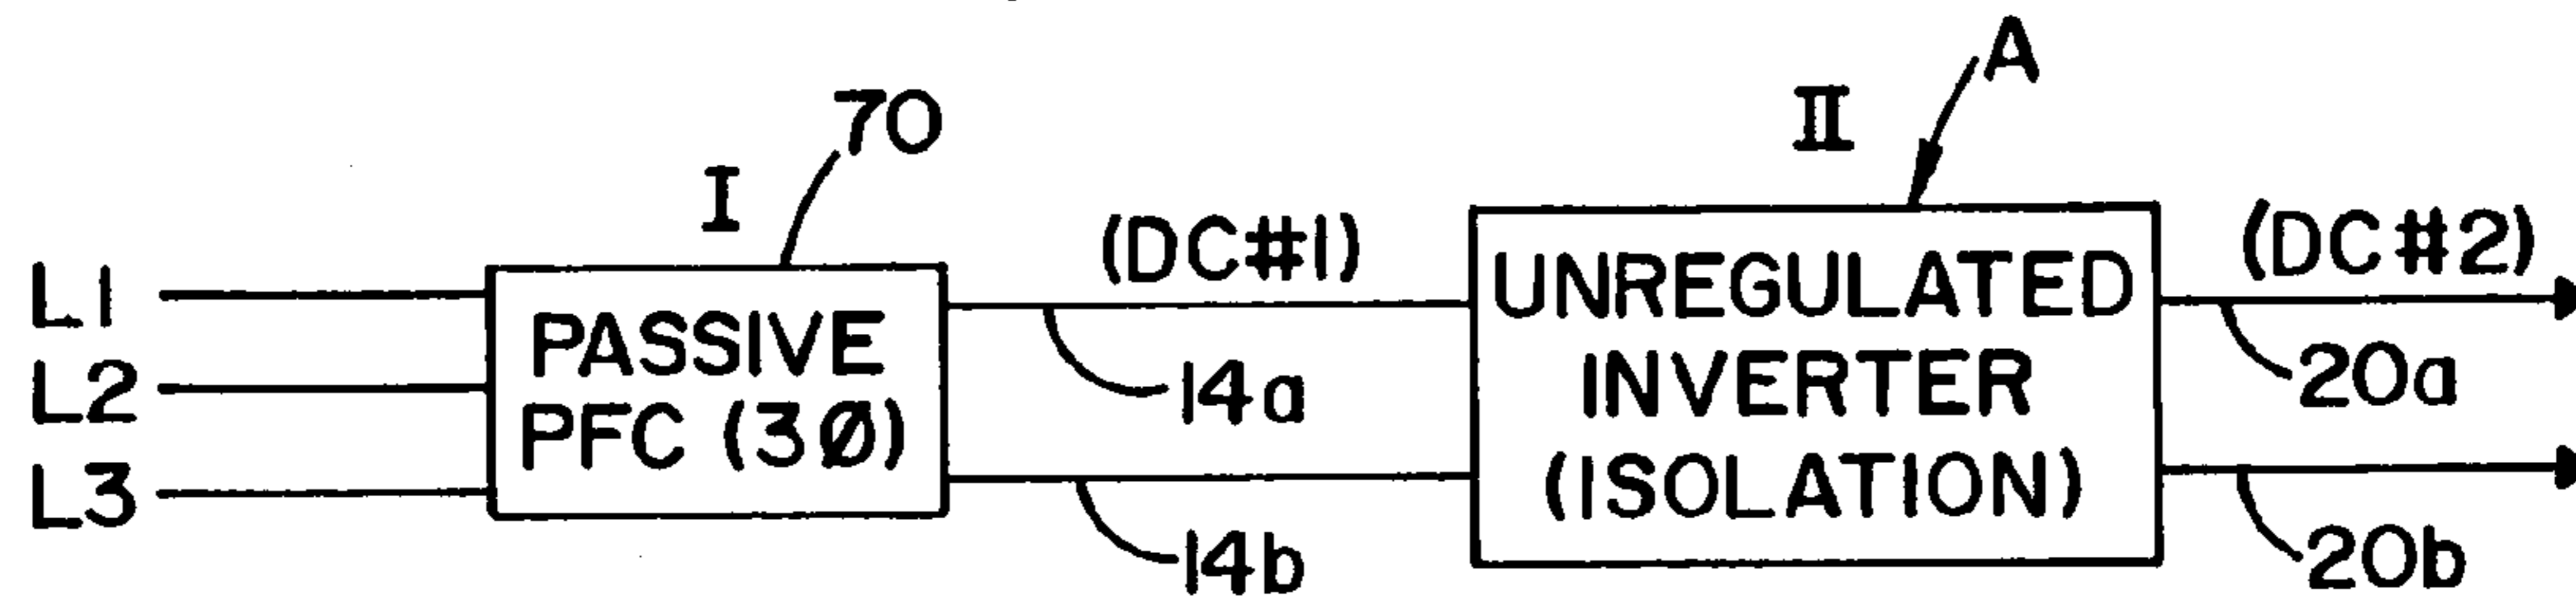 A
II
70
I
(DC#1)
(DC#2)
L1
L2
L3
PASSIVE
PFC (3Ø)
UNREGULATED
INVERTER
(ISOLATION)
14a
14b
20a
20b